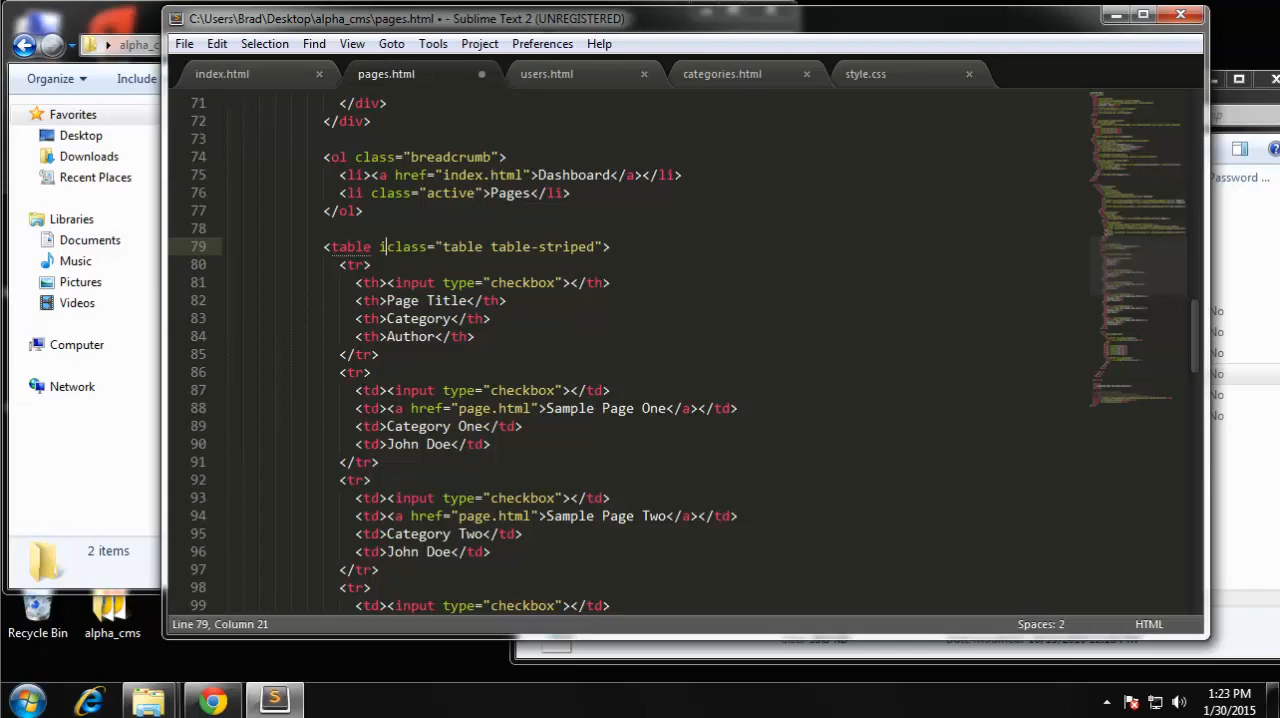 C:\Users\Brad\Desktop\alpha_cms\pages.html • - Sublime Text 2 (UNREGISTERED)
File Edit Selection Find View Goto Tools Project Preferences Help
alpha_c
Organize Include
index.html pages.html users.html categories.html style.css
Favorites
Desktop
Downloads
Recent Places
Libraries
Documents
Music
Pictures
Videos
Computer
Network
2 items
71 </div>
72 </div>
73
74 <ol class="breadcrumb">
75 <li><a href="index.html">Dashboard</a></li>
76 <li class="active">Pages</li>
77 </ol>
78
79 <table iclass="table table-striped">
80 <tr>
81 <th><input type="checkbox"></th>
82 <th>Page Title</th>
83 <th>Category</th>
84 <th>Author</th>
85 </tr>
86 <tr>
87 <td><input type="checkbox"></td>
88 <td><a href="page.html">Sample Page One</a></td>
89 <td>Category One</td>
90 <td>John Doe</td>
91 </tr>
92 <tr>
93 <td><input type="checkbox"></td>
94 <td><a href="page.html">Sample Page Two</a></td>
95 <td>Category Two</td>
96 <td>John Doe</td>
97 </tr>
98 <tr>
99 <td><input type="checkbox"></td>
Password
No
No
No
No
No
No
Line 79, Column 21 Spaces: 2 HTML
Recycle Bin
alpha_cms
1:23 PM
1/30/2015